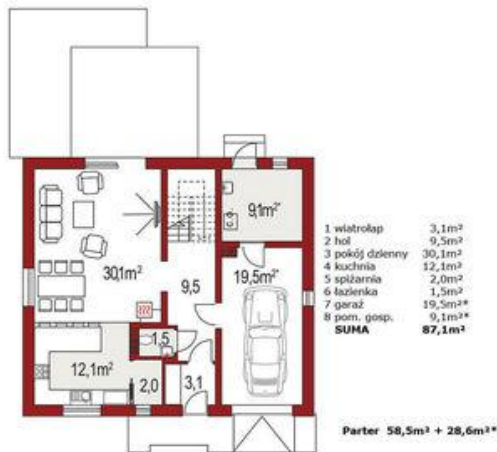 9,1m²
30,1m²
9,5
19,5m²
1,5
12,1m²
2,0
3,1
1 wiatrołap 3,1m²
2 hol 9,5m²
3 pokój dzienny 30,1m²
4 kuchnia 12,1m²
5 spiżarnia 2,0m²
6 łazienka 1,5m²
7 garaż 19,5m²*
8 pom. gosp. 9,1m²*
SUMA 87,1m²
Parter 58,5m² + 28,6m²*